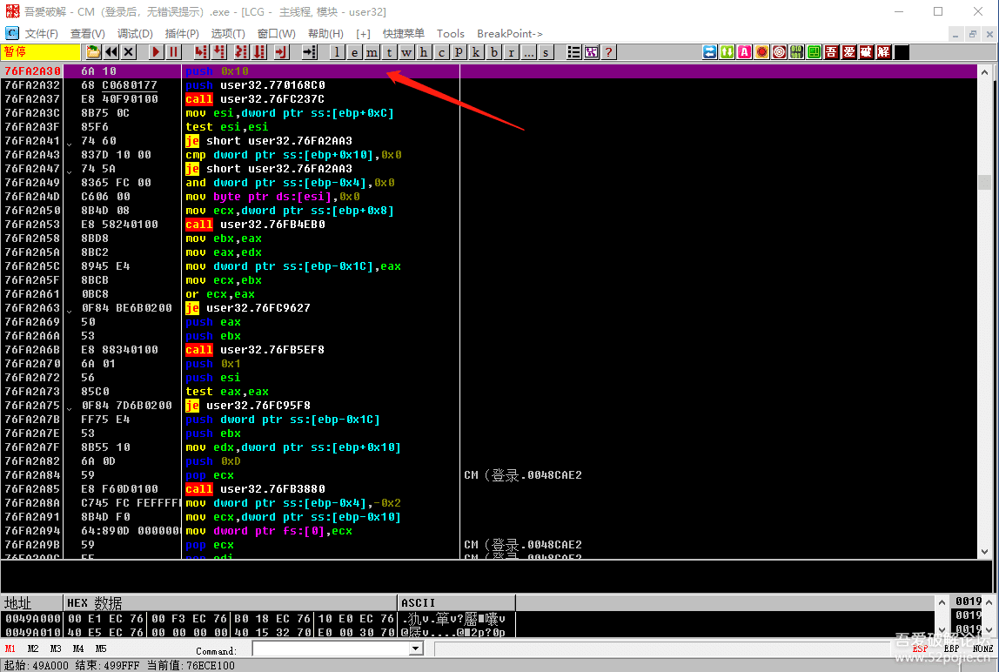 吾爱破解 - CM（登录后，无错误提示）.exe - [LCG - 主线程, 模块 - user32]
文件(F) 查看(V) 调试(D) 插件(P) 选项(T) 窗口(W) 帮助(H) [+] 快捷菜单 Tools BreakPoint->
暂停 l e m t w h c p k b r ... s ? 吾 爱 破 解
76FA2A30 6A 10 push 0x10
76FA2A32 68 C0680177 push user32.770168C0
76FA2A37 E8 40F90100 call user32.76FC237C
76FA2A3C 8B75 0C mov esi,dword ptr ss:[ebp+0xC]
76FA2A3F 85F6 test esi,esi
76FA2A41 74 60 je short user32.76FA2AA3
76FA2A43 837D 10 00 cmp dword ptr ss:[ebp+0x10],0x0
76FA2A47 74 5A je short user32.76FA2AA3
76FA2A49 8365 FC 00 and dword ptr ss:[ebp-0x4],0x0
76FA2A4D C606 00 mov byte ptr ds:[esi],0x0
76FA2A50 8B4D 08 mov ecx,dword ptr ss:[ebp+0x8]
76FA2A53 E8 58240100 call user32.76FB4EB0
76FA2A58 8BD8 mov ebx,eax
76FA2A5A 8BC2 mov eax,edx
76FA2A5C 8945 E4 mov dword ptr ss:[ebp-0x1C],eax
76FA2A5F 8BCB mov ecx,ebx
76FA2A61 0BC8 or ecx,eax
76FA2A63 0F84 BE6B0200 je user32.76FC9627
76FA2A69 50 push eax
76FA2A6A 53 push ebx
76FA2A6B E8 88340100 call user32.76FB5EF8
76FA2A70 6A 01 push 0x1
76FA2A72 56 push esi
76FA2A73 85C0 test eax,eax
76FA2A75 0F84 7D6B0200 je user32.76FC95F8
76FA2A7B FF75 E4 push dword ptr ss:[ebp-0x1C]
76FA2A7E 53 push ebx
76FA2A7F 8B55 10 mov edx,dword ptr ss:[ebp+0x10]
76FA2A82 6A 0D push 0xD
76FA2A84 59 pop ecx CM（登录.0048CAE2
76FA2A85 E8 F60D0100 call user32.76FB3880
76FA2A8A C745 FC FEFFFF mov dword ptr ss:[ebp-0x4],-0x2
76FA2A91 8B4D F0 mov ecx,dword ptr ss:[ebp-0x10]
76FA2A94 64:890D 000000 mov dword ptr fs:[0],ecx
76FA2A9B 59 pop ecx CM（登录.0048CAE2
76FA2A9C 5F pop edi CM（登录.0048CAE2
地址 HEX 数据 ASCII 0019
0049A000 00 E1 EC 76 00 F3 EC 76 B0 18 EC 76 10 E0 EC 76 0019
0049A010 40 E5 EC 76 00 00 00 00 40 15 32 70 E0 00 30 70 0019
M1 M2 M3 M4 M5 Command: ESP EBP NONE
起始: 49A000 结束: 499FFF 当前值: 76ECE100
吾爱破解论坛
www.52pojie.cn